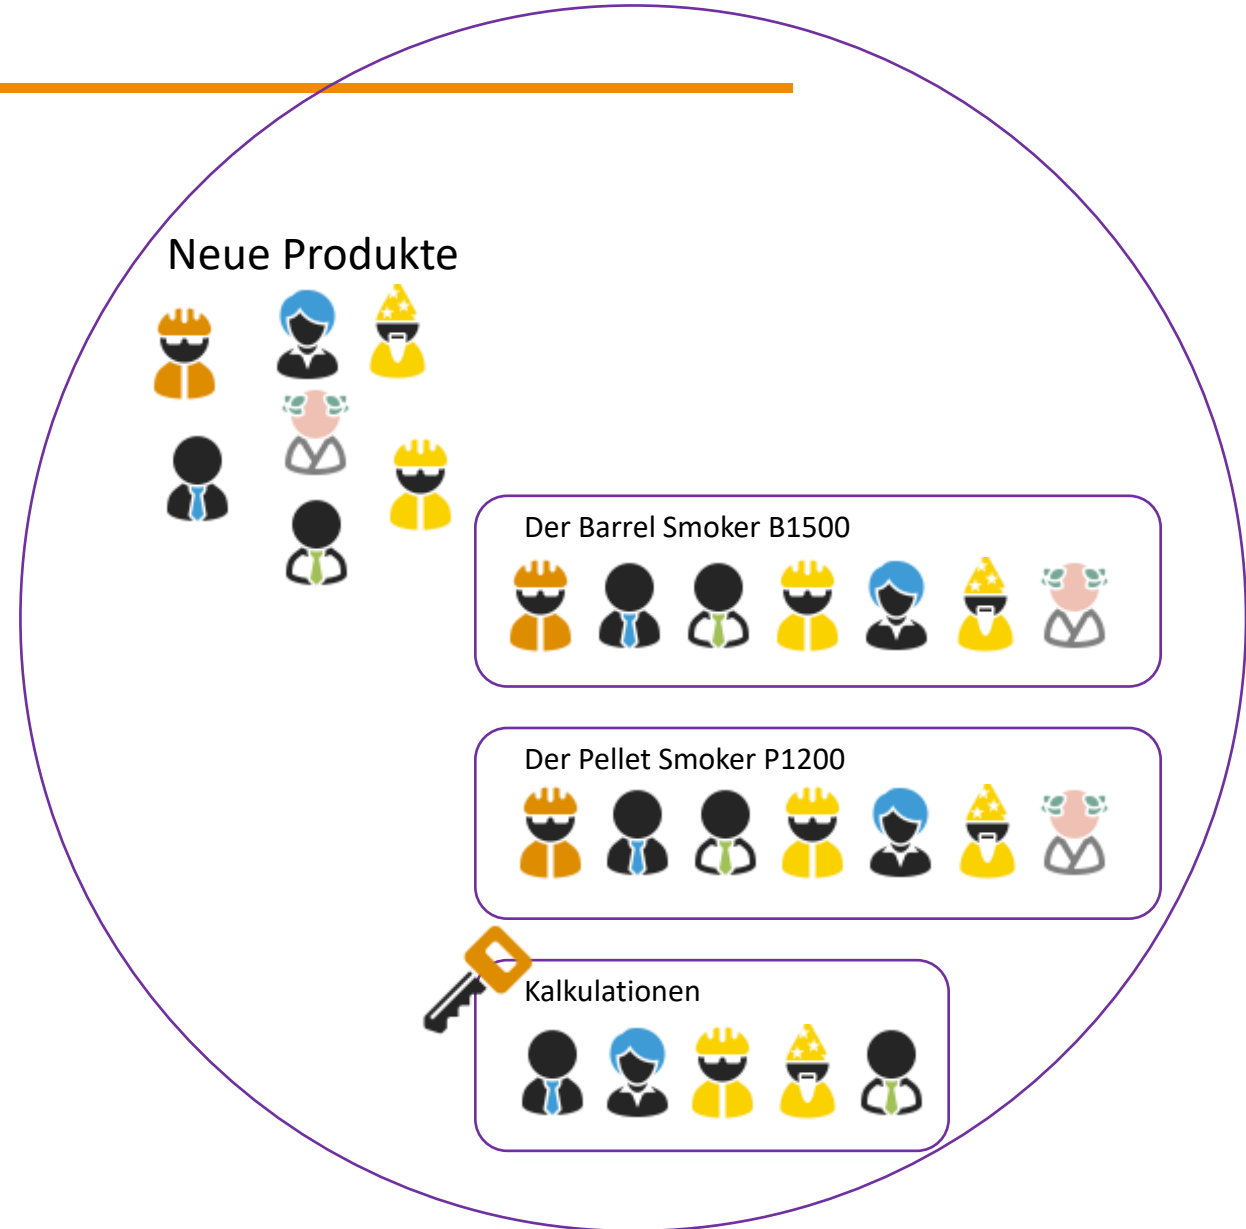 Neue Produkte
Der Barrel Smoker B1500
Der Pellet Smoker P1200
Kalkulationen